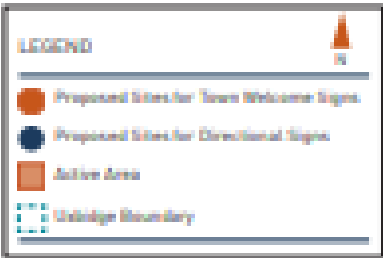 LEGEND
N
Proposed Sites for Town Welcome Signs
Proposed Sites for Directional Signs
Active Area
Uxbridge Boundary